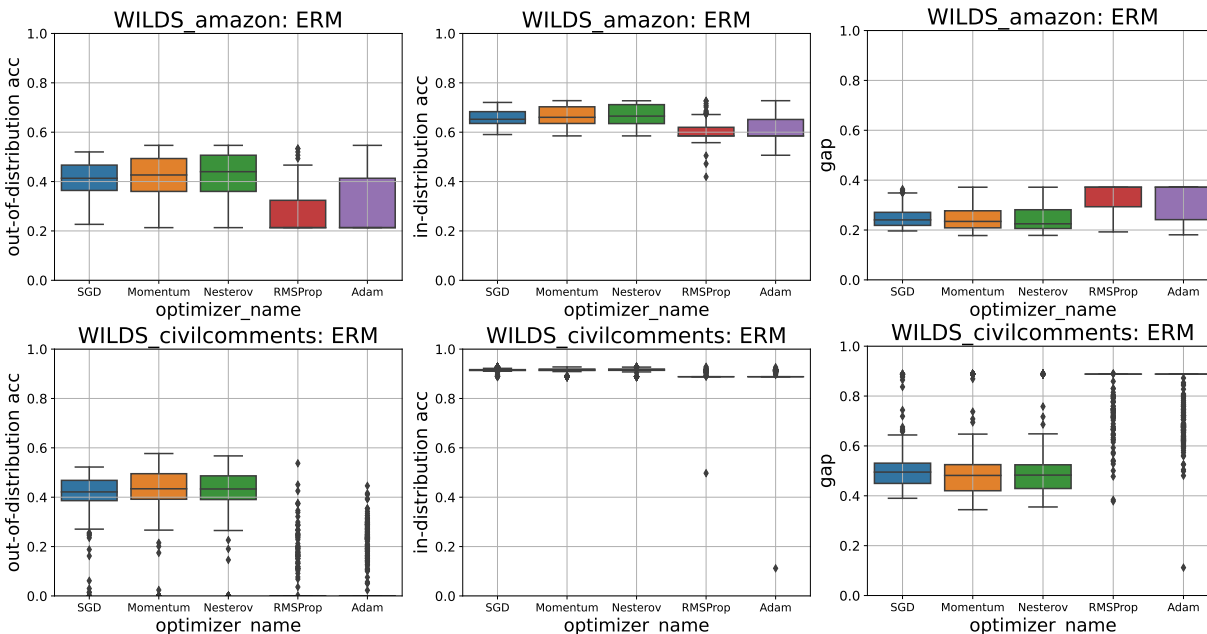 WILDS_amazon: ERM
out-of-distribution acc
1.0
0.8
0.6
0.4
0.2
0.0
SGD Momentum Nesterov RMSProp Adam
optimizer_name
WILDS_amazon: ERM
in-distribution acc
1.0
0.8
0.6
0.4
0.2
0.0
SGD Momentum Nesterov RMSProp Adam
optimizer_name
WILDS_amazon: ERM
gap
1.0
0.8
0.6
0.4
0.2
0.0
SGD Momentum Nesterov RMSProp Adam
optimizer_name
WILDS_civilcomments: ERM
out-of-distribution acc
1.0
0.8
0.6
0.4
0.2
0.0
SGD Momentum Nesterov RMSProp Adam
optimizer_name
WILDS_civilcomments: ERM
in-distribution acc
1.0
0.8
0.6
0.4
0.2
0.0
SGD Momentum Nesterov RMSProp Adam
optimizer_name
WILDS_civilcomments: ERM
gap
1.0
0.8
0.6
0.4
0.2
0.0
SGD Momentum Nesterov RMSProp Adam
optimizer_name